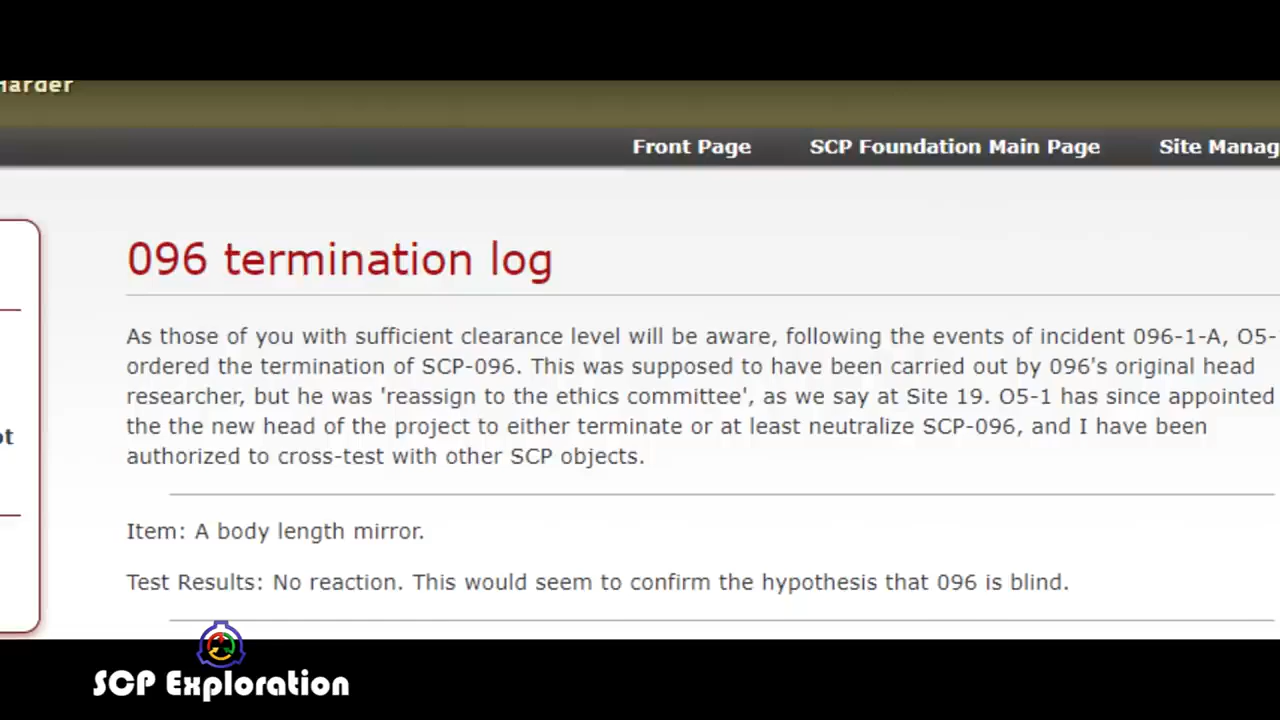 Harder
Front Page SCP Foundation Main Page Site Manag
096 termination log
As those of you with sufficient clearance level will be aware, following the events of incident 096-1-A, O5-
ordered the termination of SCP-096. This was supposed to have been carried out by 096's original head
researcher, but he was 'reassign to the ethics committee', as we say at Site 19. O5-1 has since appointed
the the new head of the project to either terminate or at least neutralize SCP-096, and I have been
ot
authorized to cross-test with other SCP objects.
Item: A body length mirror.
Test Results: No reaction. This would seem to confirm the hypothesis that 096 is blind.
SCP Exploration